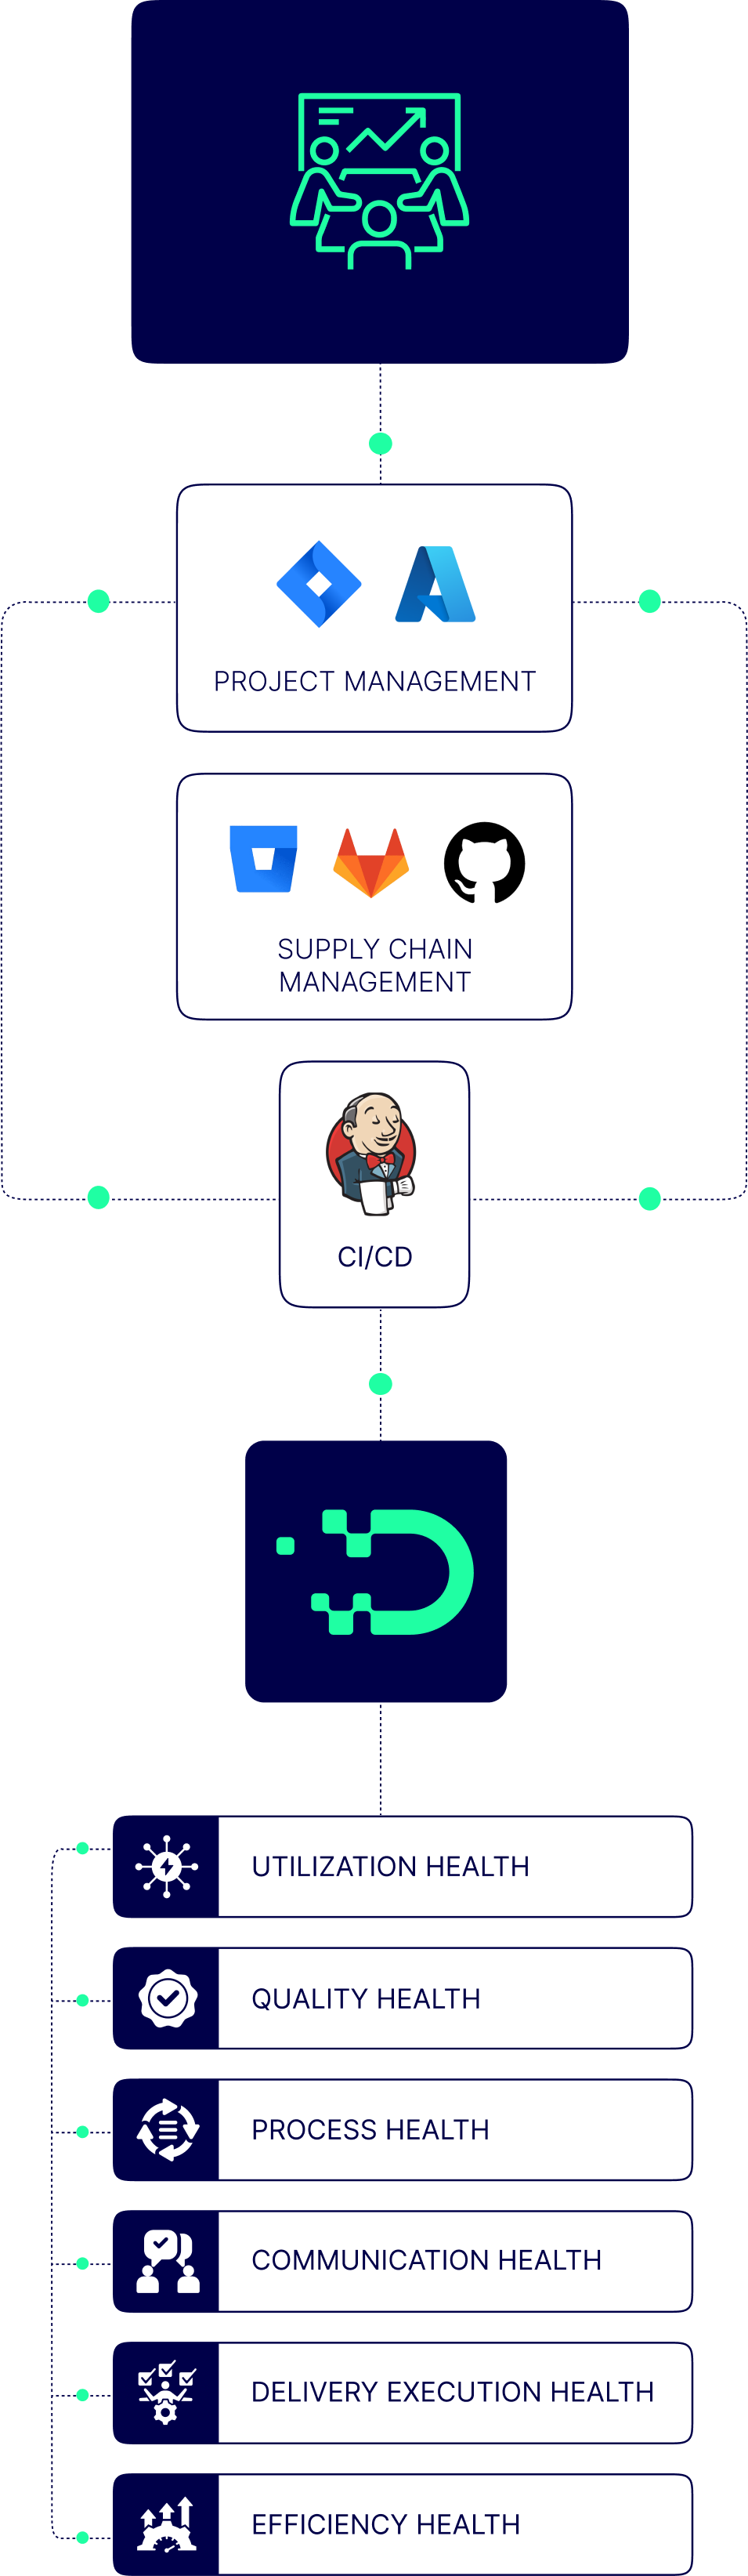 PROJECT MANAGEMENT
SUPPLY CHAIN
MANAGEMENT
CI/CD
UTILIZATION HEALTH
QUALITY HEALTH
PROCESS HEALTH
COMMUNICATION HEALTH
DELIVERY EXECUTION HEALTH
EFFICIENCY HEALTH